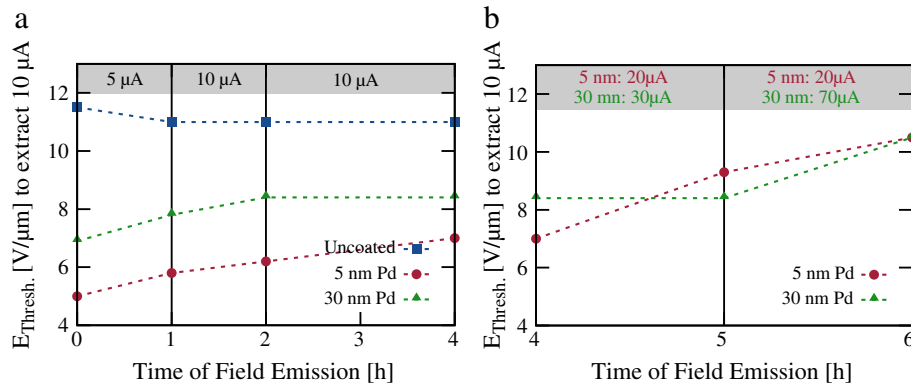 a
E_Thresh. [V/μm] to extract 10 μA
5 μA
10 μA
10 μA
12
10
8
6
4
Uncoated
5 nm Pd
30 nm Pd
0
1
2
3
4
Time of Field Emission [h]
b
E_Thresh. [V/μm] to extract 10 μA
5 nm: 20μA
30 mn: 30μA
5 nm: 20μA
30 nm: 70μA
12
10
8
6
4
5 nm Pd
30 nm Pd
4
5
6
Time of Field Emission [h]